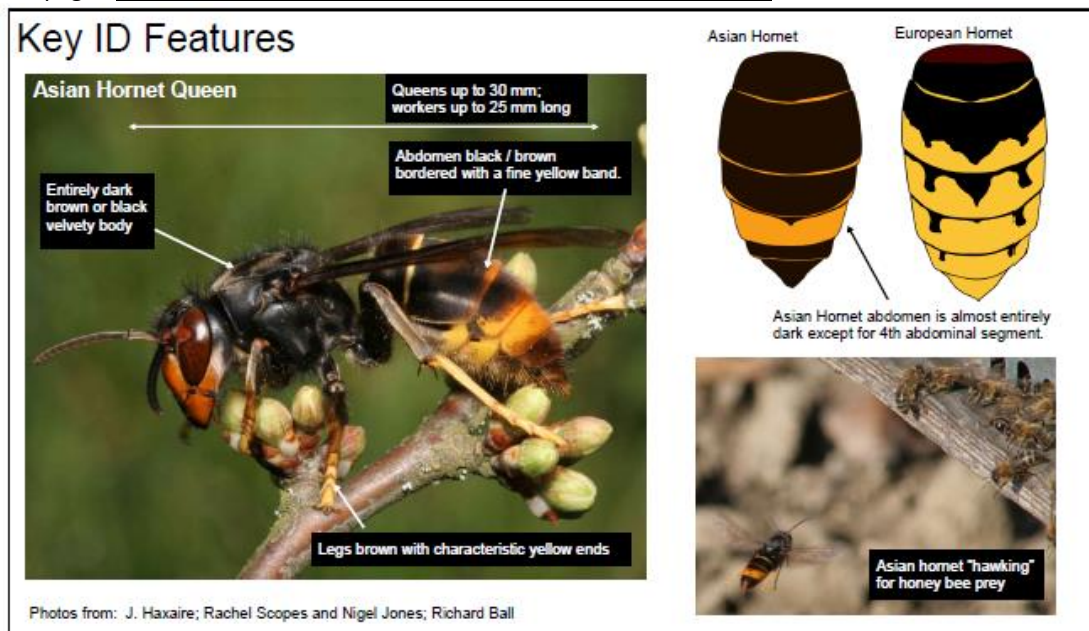 Key ID Features
Asian Hornet Queen
Queens up to 30 mm;
workers up to 25 mm long
Abdomen black / brown
bordered with a fine yellow band.
Entirely dark
brown or black
velvety body
Legs brown with characteristic yellow ends
Photos from:  J. Haxaire; Rachel Scopes and Nigel Jones; Richard Ball
Asian Hornet
European Hornet
Asian Hornet abdomen is almost entirely
dark except for 4th abdominal segment.
Asian hornet "hawking"
for honey bee prey